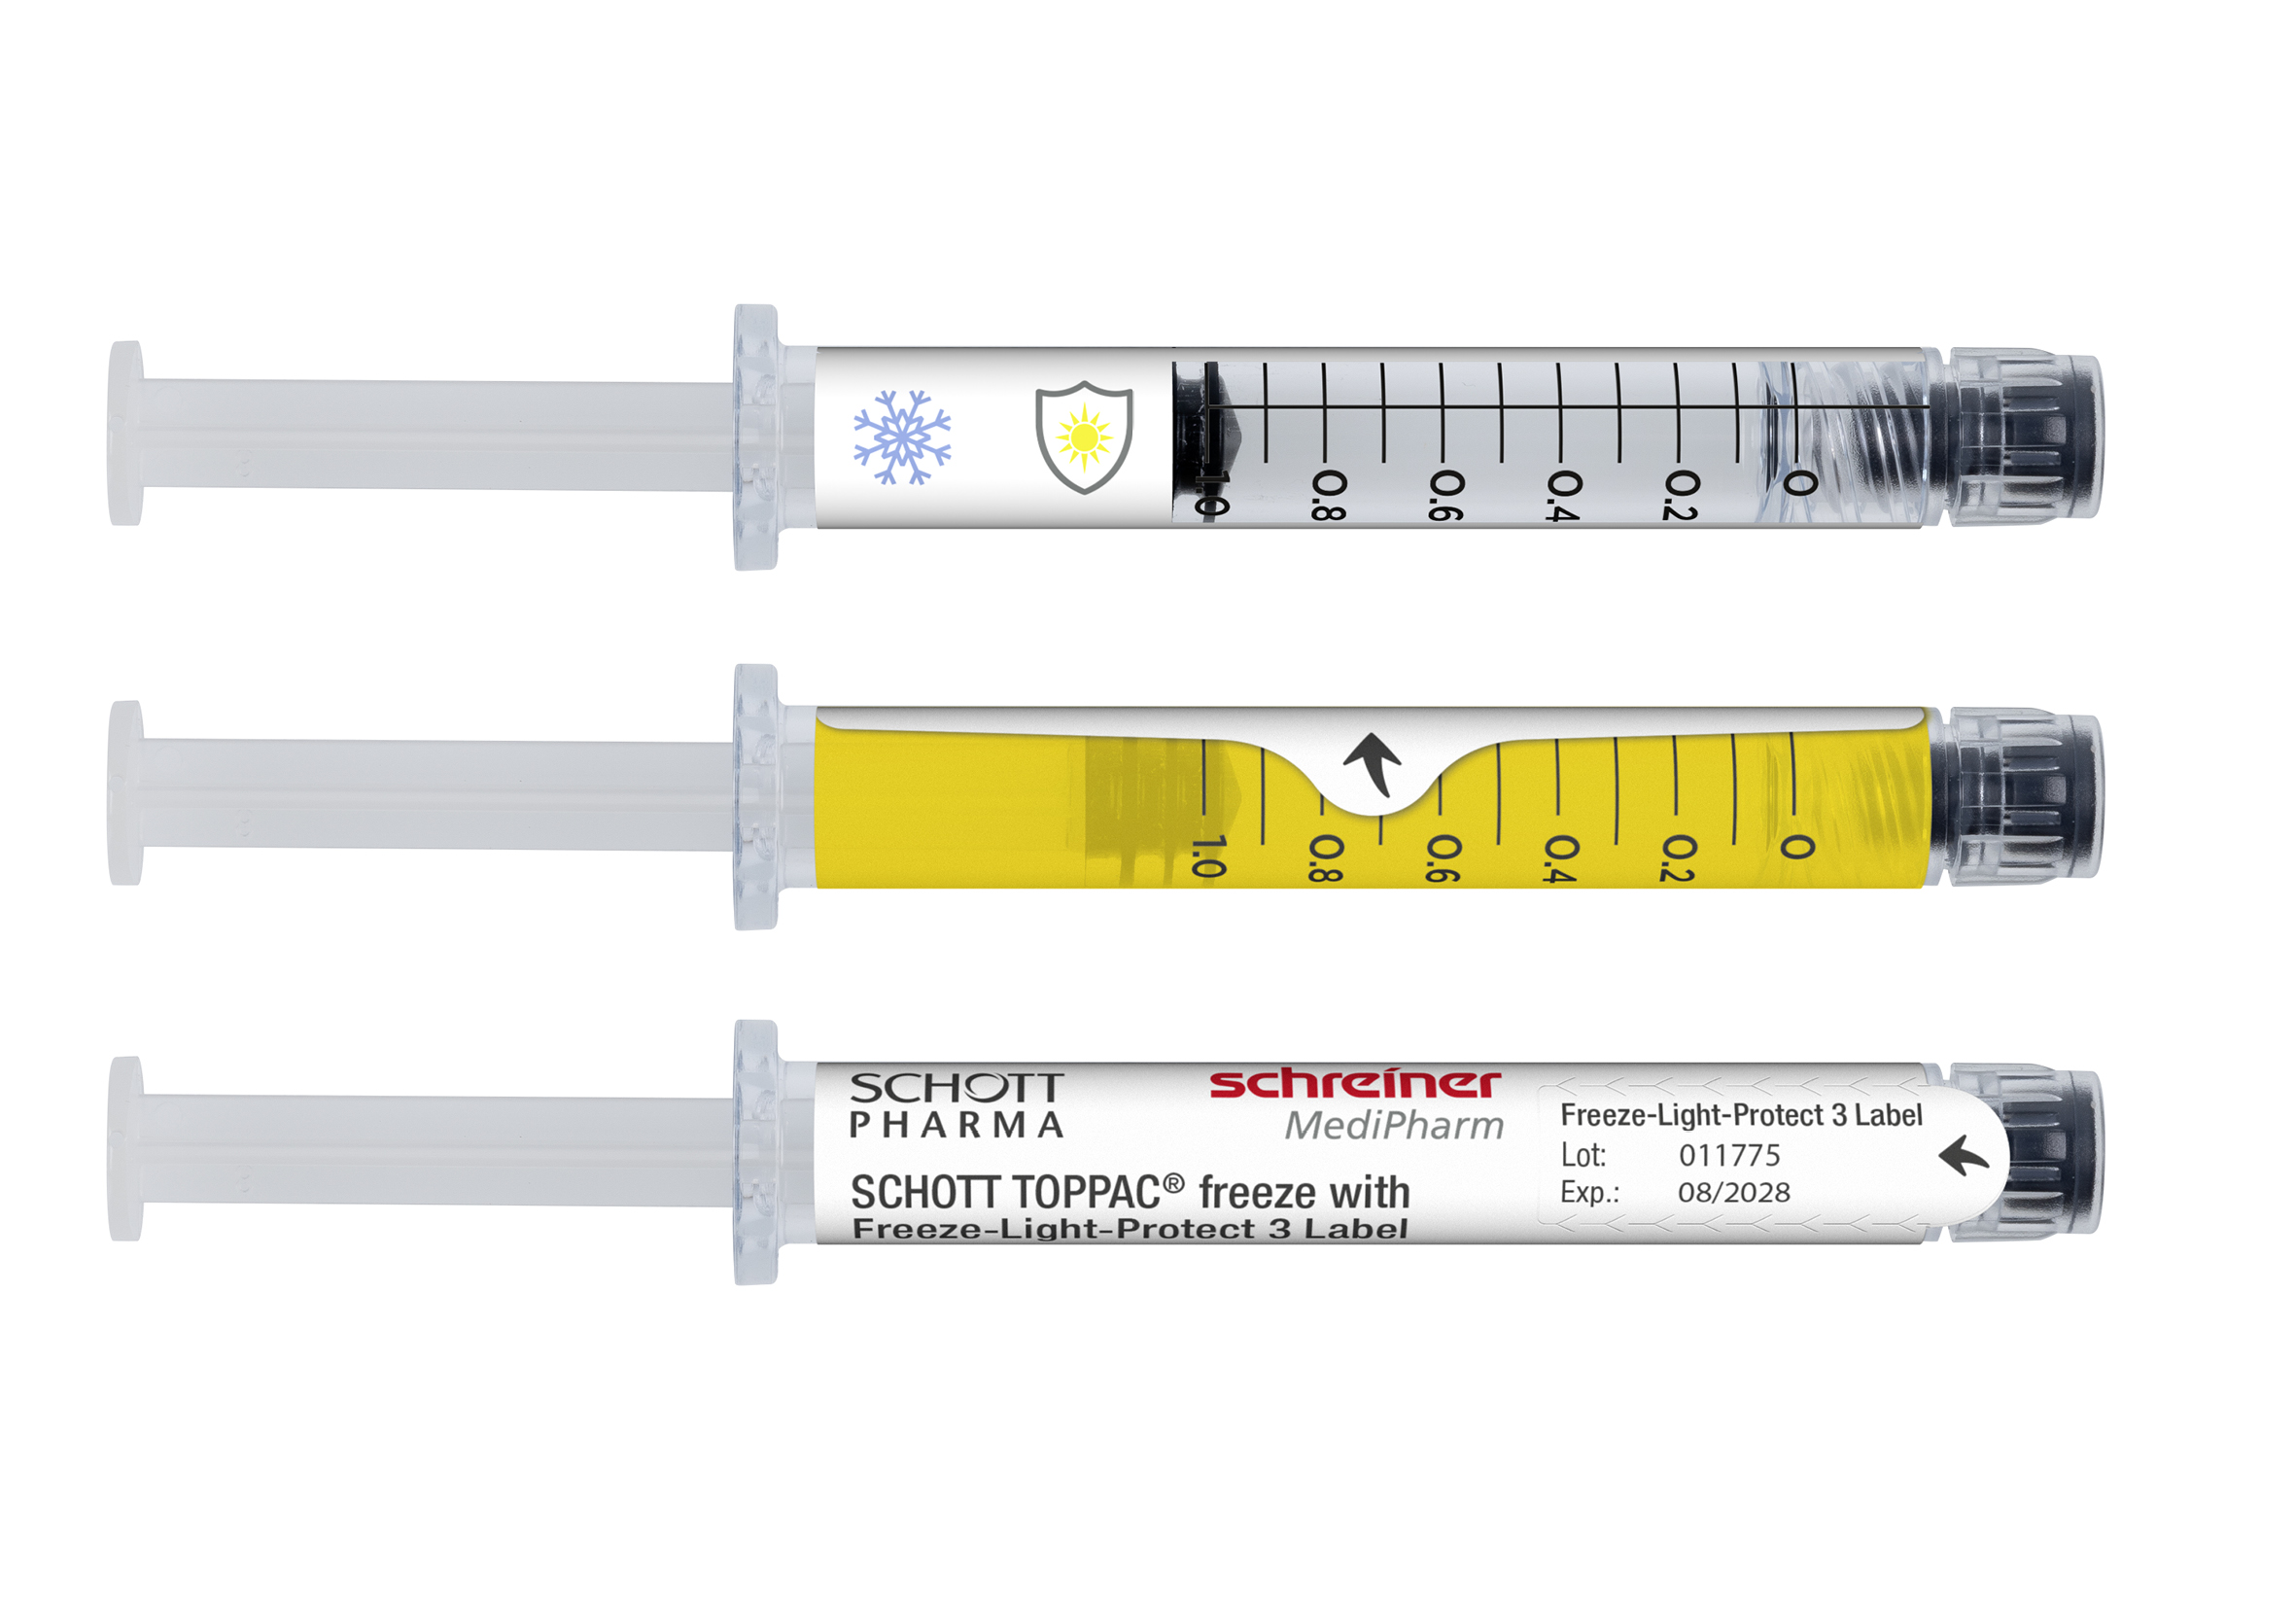 1.0 0.8 0.6 0.4 0.2 0
1.0 0.8 0.6 0.4 0.2 0
SCHOTT
PHARMA
schreiner
MediPharm
SCHOTT TOPPAC® freeze with
Freeze-Light-Protect 3 Label
Freeze-Light-Protect 3 Label
Lot: 011775
Exp.: 08/2028